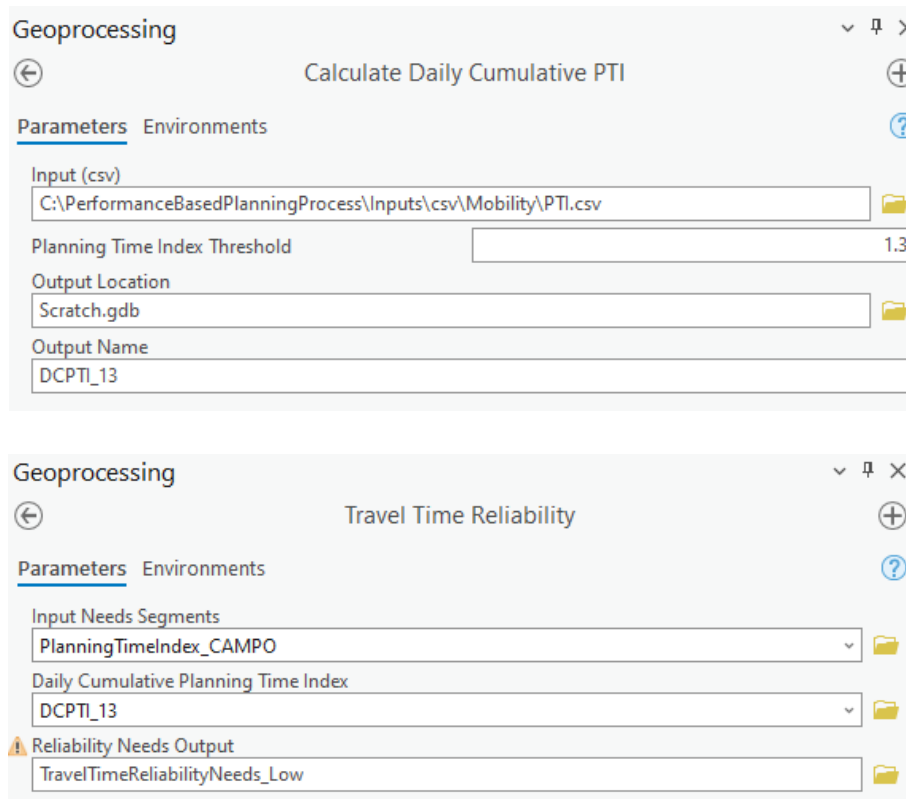 Geoprocessing
Calculate Daily Cumulative PTI
Parameters Environments
Input (csv)
C:\PerformanceBasedPlanningProcess\Inputs\csv\Mobility\PTI.csv
Planning Time Index Threshold 1.3
Output Location
Scratch.gdb
Output Name
DCPTI_13
Geoprocessing
Travel Time Reliability
Parameters Environments
Input Needs Segments
PlanningTimeIndex_CAMPO
Daily Cumulative Planning Time Index
DCPTI_13
Reliability Needs Output
TravelTimeReliabilityNeeds_Low